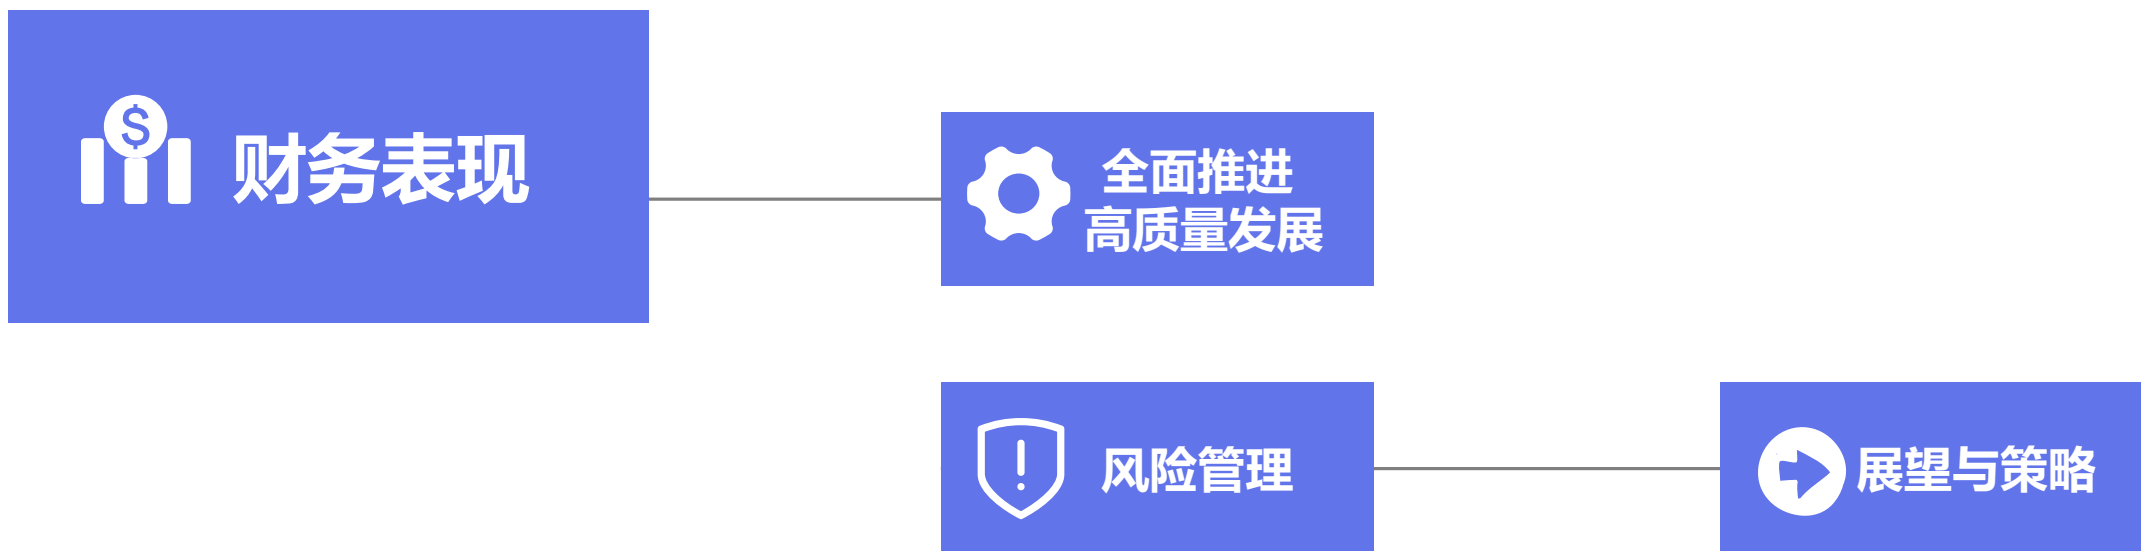 财务表现
全面推进
高质量发展
风险管理
展望与策略